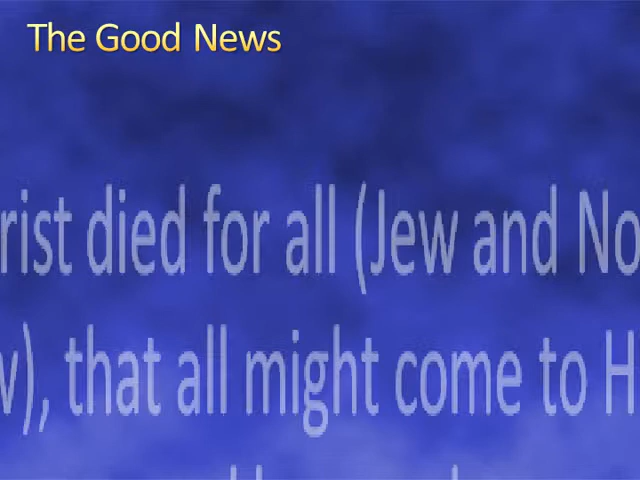 The Good News
rist died for all (Jew and No
w), that all might come to H